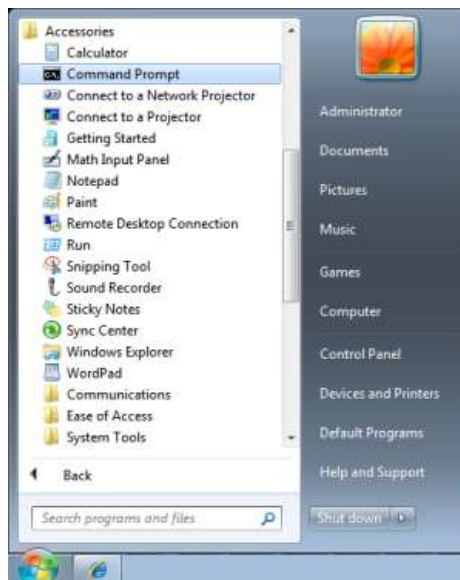 Accessories
Calculator
Command Prompt
Connect to a Network Projector
Connect to a Projector
Getting Started
Math Input Panel
Notepad
Paint
Remote Desktop Connection
Run
Snipping Tool
Sound Recorder
Sticky Notes
Sync Center
Windows Explorer
WordPad
Communications
Ease of Access
System Tools
Back
Search programs and files
Administrator
Documents
Pictures
Music
Games
Computer
Control Panel
Devices and Printers
Default Programs
Help and Support
Shut down